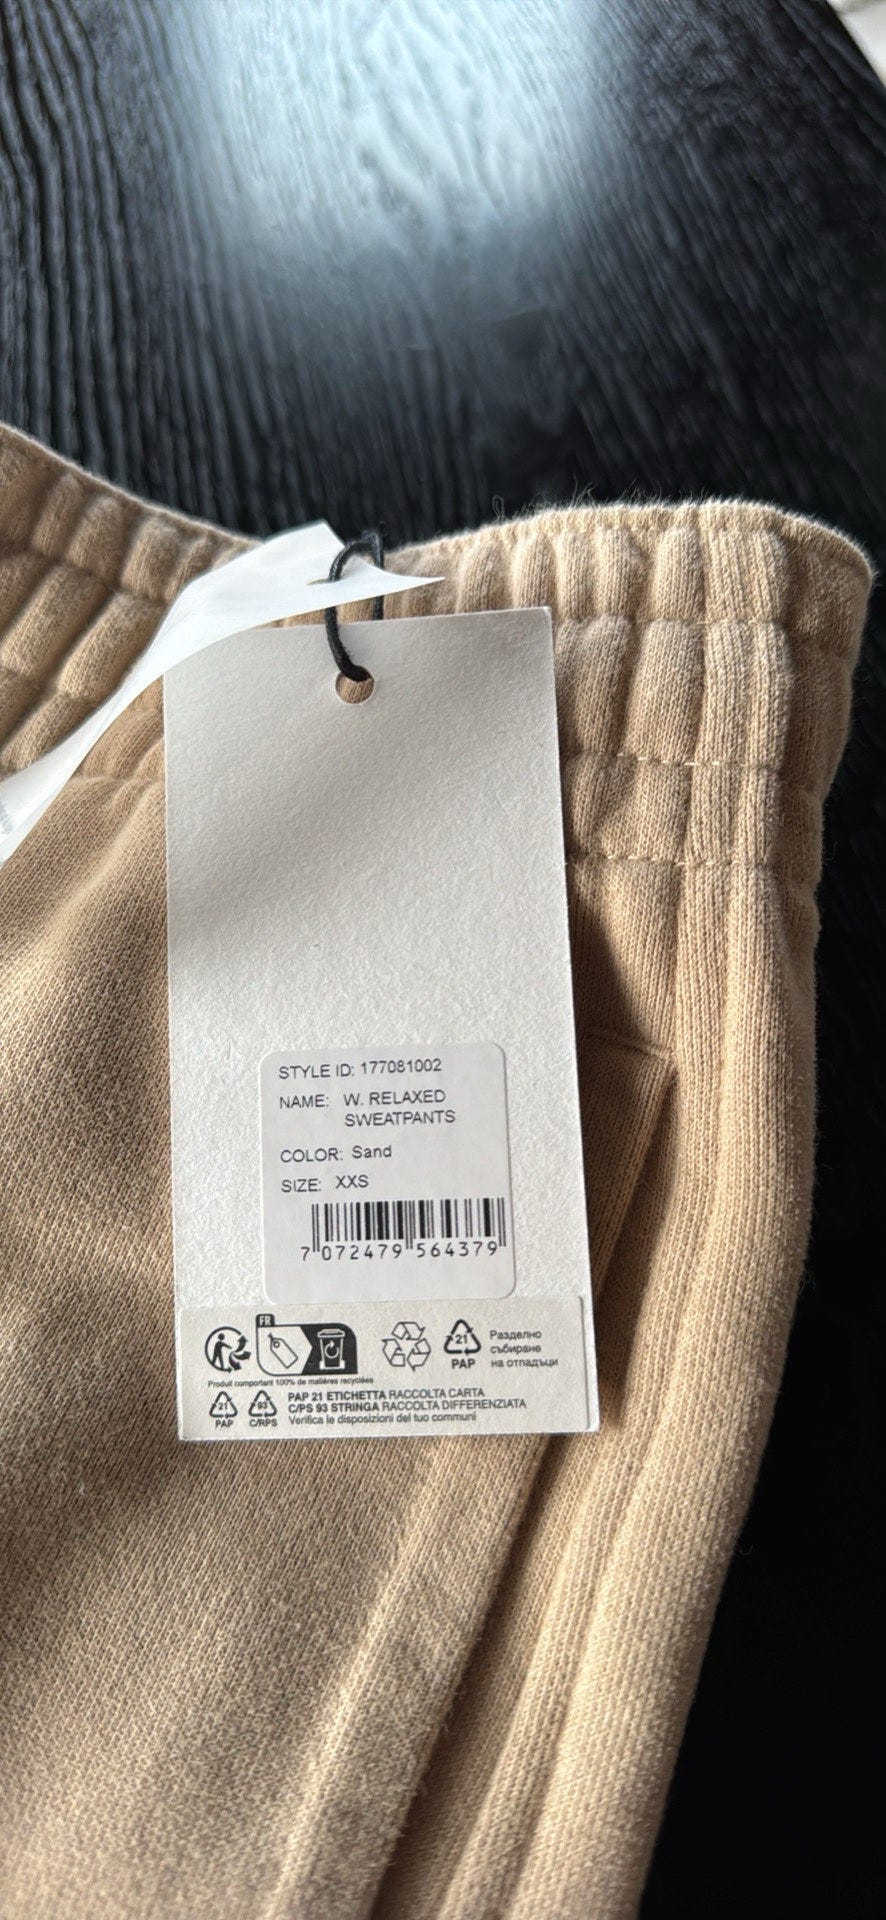 STYLE ID: 177081002
NAME: W. RELAXED
SWEATPANTS
COLOR: Sand
SIZE: XXS
7 072479 564379
FR
21
PAP
Разделно
събиране
на отпадъци
Produit comportant 100% de matières recyclées
21
PAP
93
C/RPS
PAP 21 ETICHETTA RACCOLTA CARTA
C/PS 93 STRINGA RACCOLTA DIFFERENZIATA
Verifica le disposizioni del tuo communi